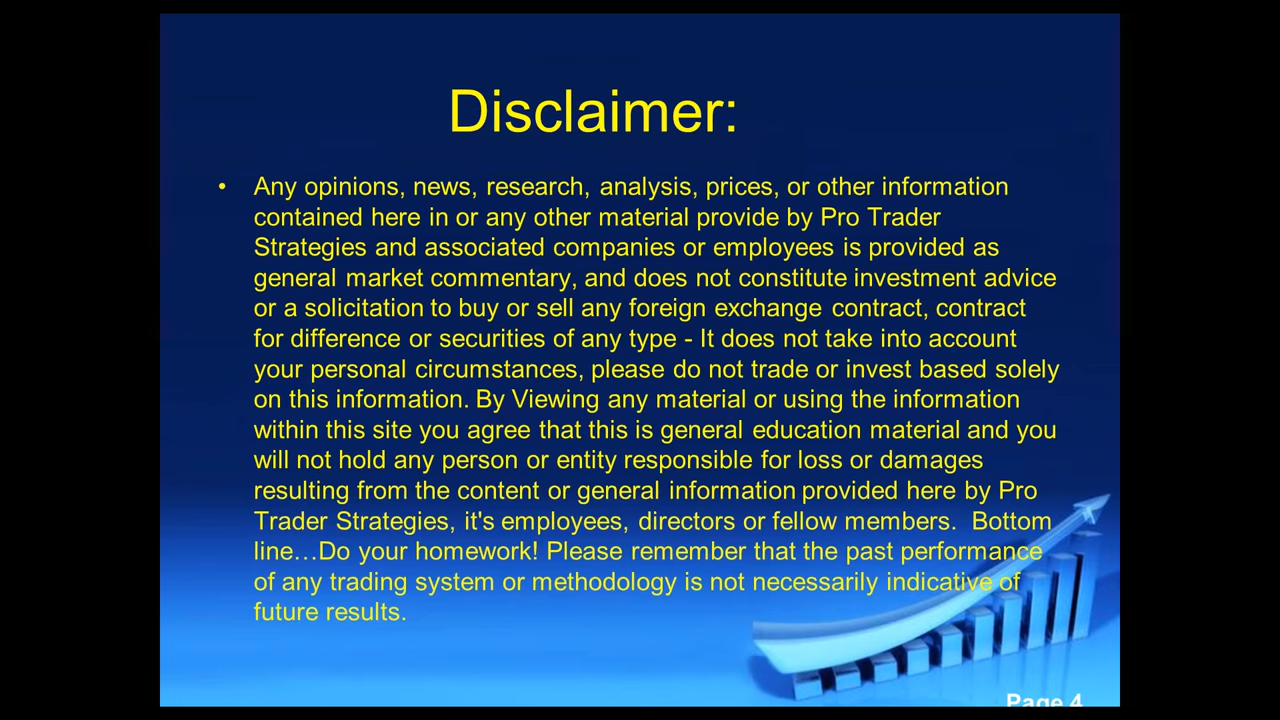 Disclaimer:
• Any opinions, news, research, analysis, prices, or other information
contained here in or any other material provide by Pro Trader
Strategies and associated companies or employees is provided as
general market commentary, and does not constitute investment advice
or a solicitation to buy or sell any foreign exchange contract, contract
for difference or securities of any type - It does not take into account
your personal circumstances, please do not trade or invest based solely
on this information. By Viewing any material or using the information
within this site you agree that this is general education material and you
will not hold any person or entity responsible for loss or damages
resulting from the content or general information provided here by Pro
Trader Strategies, it's employees, directors or fellow members.  Bottom
line…Do your homework! Please remember that the past performance
of any trading system or methodology is not necessarily indicative of
future results.
Page 4